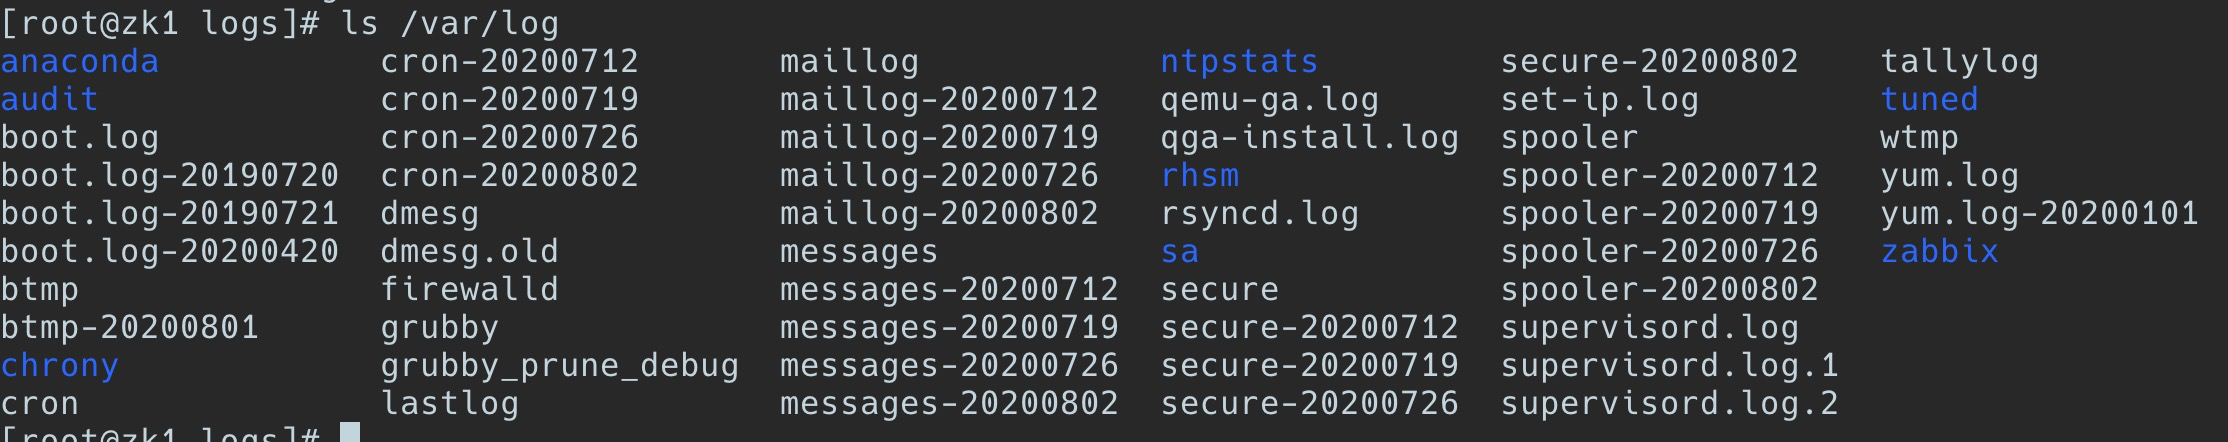 [root@zk1 logs]# ls /var/log
anaconda cron-20200712 maillog ntpstats secure-20200802 tallylog
audit cron-20200719 maillog-20200712 qemu-ga.log set-ip.log tuned
boot.log cron-20200726 maillog-20200719 qga-install.log spooler wtmp
boot.log-20190720 cron-20200802 maillog-20200726 rhsm spooler-20200712 yum.log
boot.log-20190721 dmesg maillog-20200802 rsyncd.log spooler-20200719 yum.log-20200101
boot.log-20200420 dmesg.old messages sa spooler-20200726 zabbix
btmp firewalld messages-20200712 secure spooler-20200802
btmp-20200801 grubby messages-20200719 secure-20200712 supervisord.log
chrony grubby_prune_debug messages-20200726 secure-20200719 supervisord.log.1
cron lastlog messages-20200802 secure-20200726 supervisord.log.2
[root@zk1 logs]#